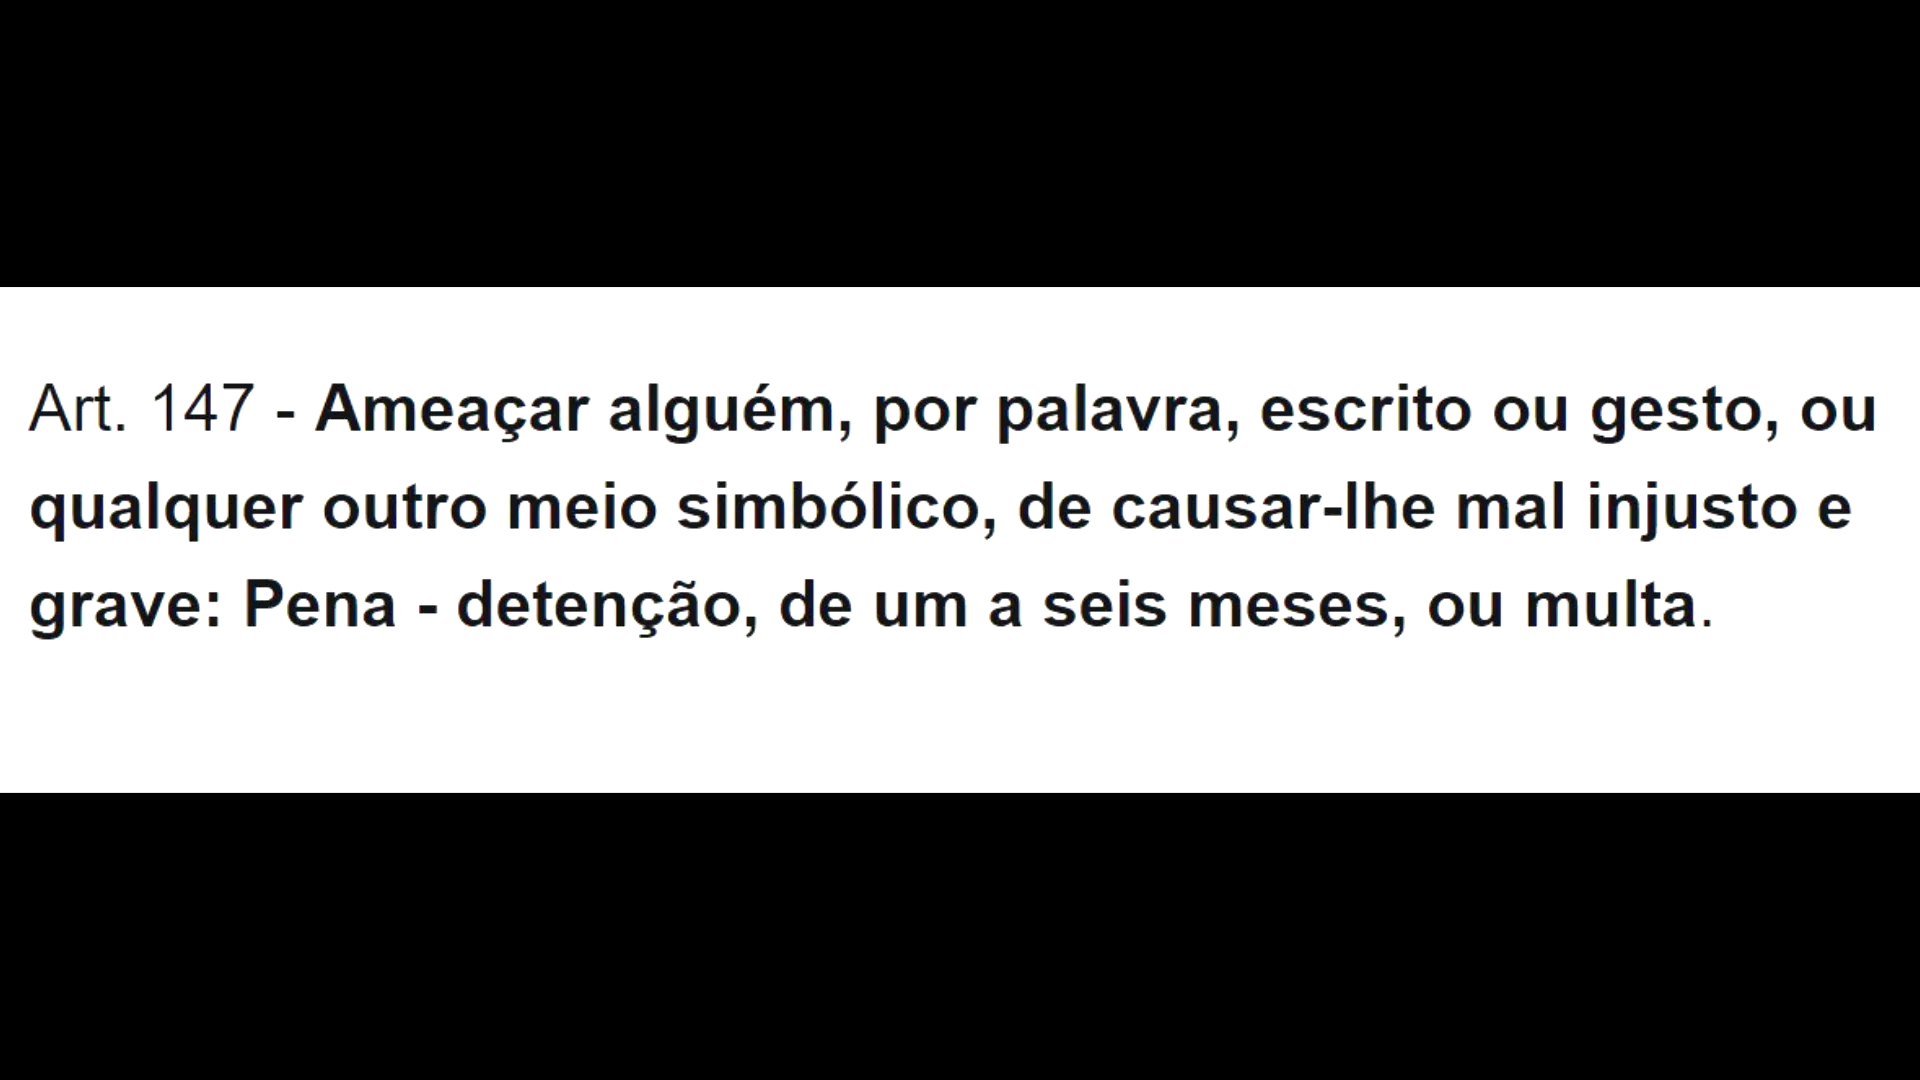 Art. 147 - Ameaçar alguém, por palavra, escrito ou gesto, ou
qualquer outro meio simbólico, de causar-lhe mal injusto e
grave: Pena - detenção, de um a seis meses, ou multa.